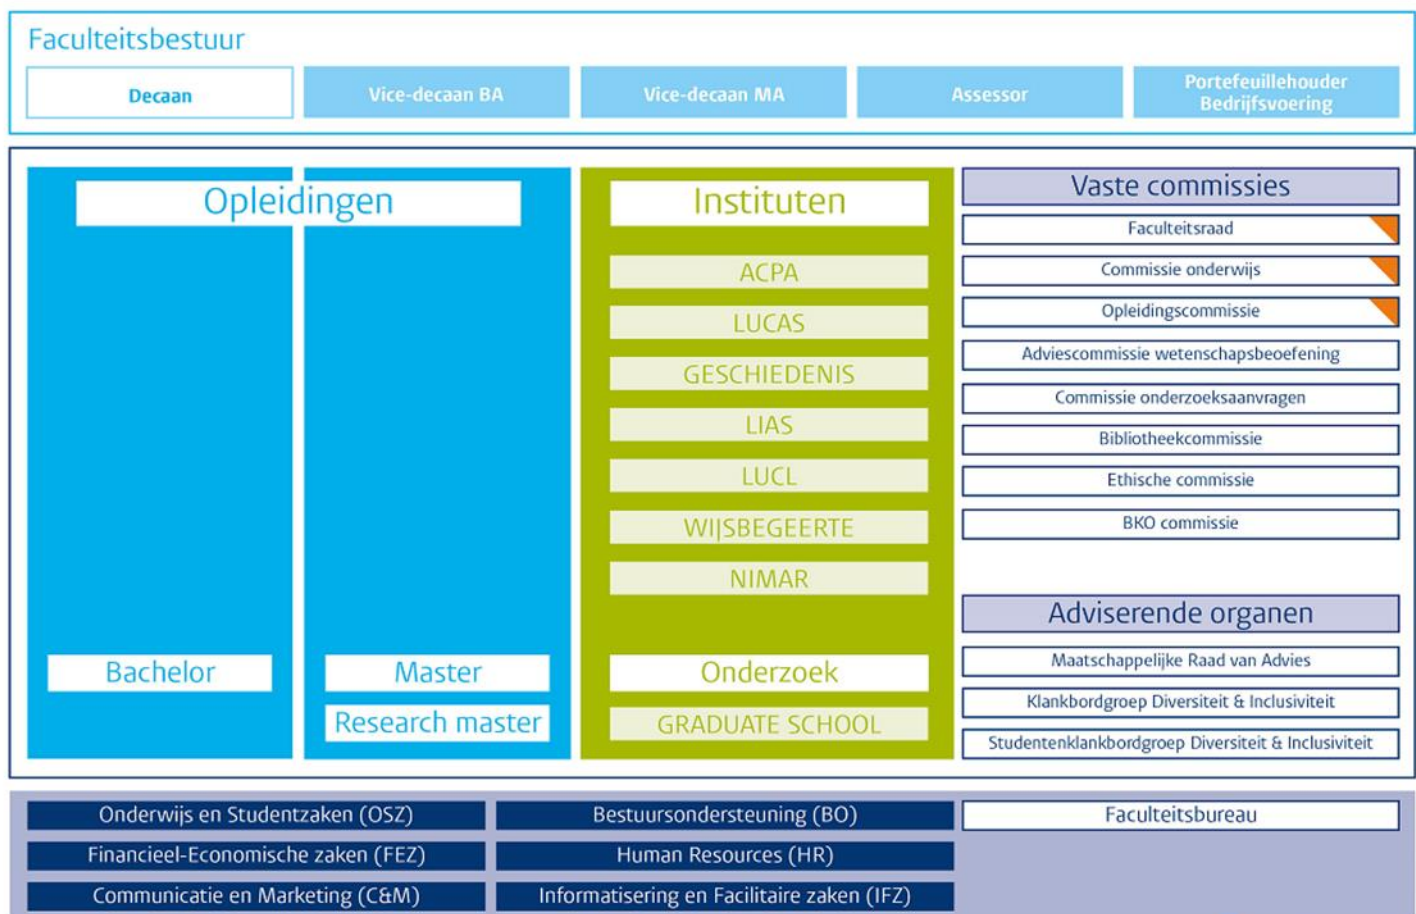 Faculteitsbestuur
Decaan
Vice-decaan BA
Vice-decaan MA
Assessor
Portefeuillehouder
Bedrijfsvoering
Opleidingen
Bachelor
Master
Research master
Instituten
ACPA
LUCAS
GESCHIEDENIS
LIAS
LUCL
WIJSBEGEERTE
NIMAR
Onderzoek
GRADUATE SCHOOL
Vaste commissies
Faculteitsraad
Commissie onderwijs
Opleidingscommissie
Adviescommissie wetenschapsbeoefening
Commissie onderzoeksaanvragen
Bibliotheekcommissie
Ethische commissie
BKO commissie
Adviserende organen
Maatschappelijke Raad van Advies
Klankbordgroep Diversiteit & Inclusiviteit
Studentenklankbordgroep Diversiteit & Inclusiviteit
Onderwijs en Studentzaken (OSZ)
Bestuursondersteuning (BO)
Faculteitsbureau
Financieel-Economische zaken (FEZ)
Human Resources (HR)
Communicatie en Marketing (C&M)
Informatisering en Facilitaire zaken (IFZ)